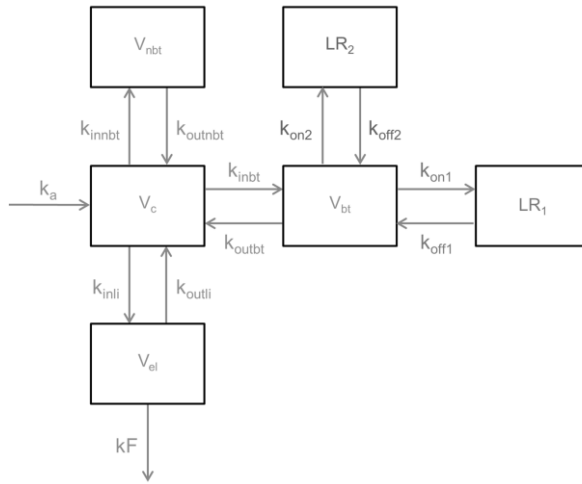 V_nbt
LR_2
k_innbt
k_outnbt
k_on2
k_off2
k_a
V_c
k_inbt
k_outbt
V_bt
k_on1
k_off1
LR_1
k_inli
k_outli
V_el
kF